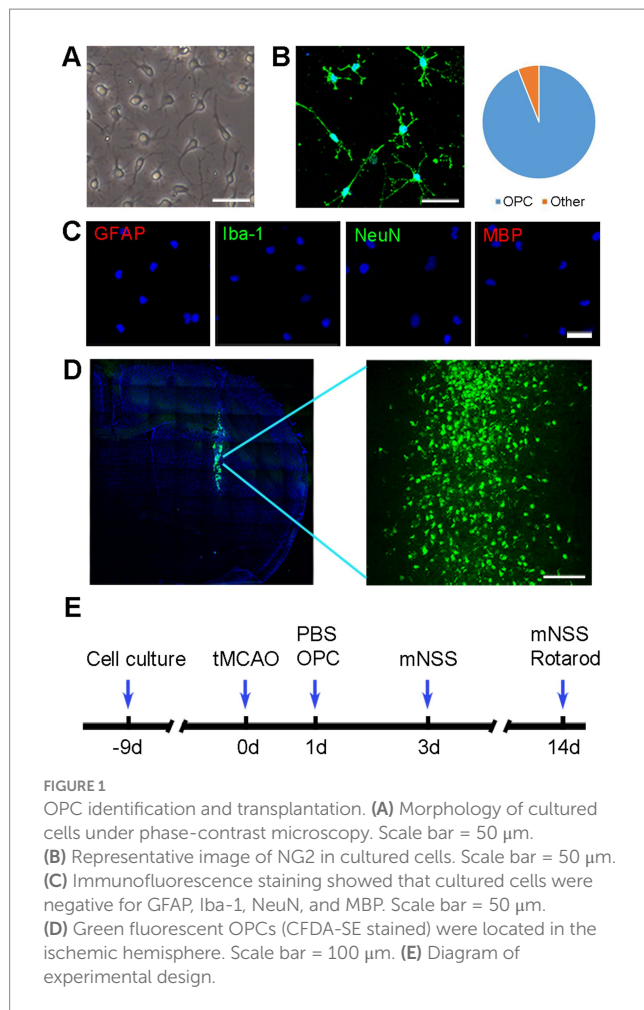 A
B
OPC Other
C
GFAP
Iba-1
NeuN
MBP
D
E
Cell culture
tMCAO
PBS
OPC
mNSS
mNSS
Rotarod
-9d
0d
1d
3d
14d
FIGURE 1
OPC identification and transplantation. (A) Morphology of cultured
cells under phase-contrast microscopy. Scale bar = 50 μm.
(B) Representative image of NG2 in cultured cells. Scale bar = 50 μm.
(C) Immunofluorescence staining showed that cultured cells were
negative for GFAP, Iba-1, NeuN, and MBP. Scale bar = 50 μm.
(D) Green fluorescent OPCs (CFDA-SE stained) were located in the
ischemic hemisphere. Scale bar = 100 μm. (E) Diagram of
experimental design.